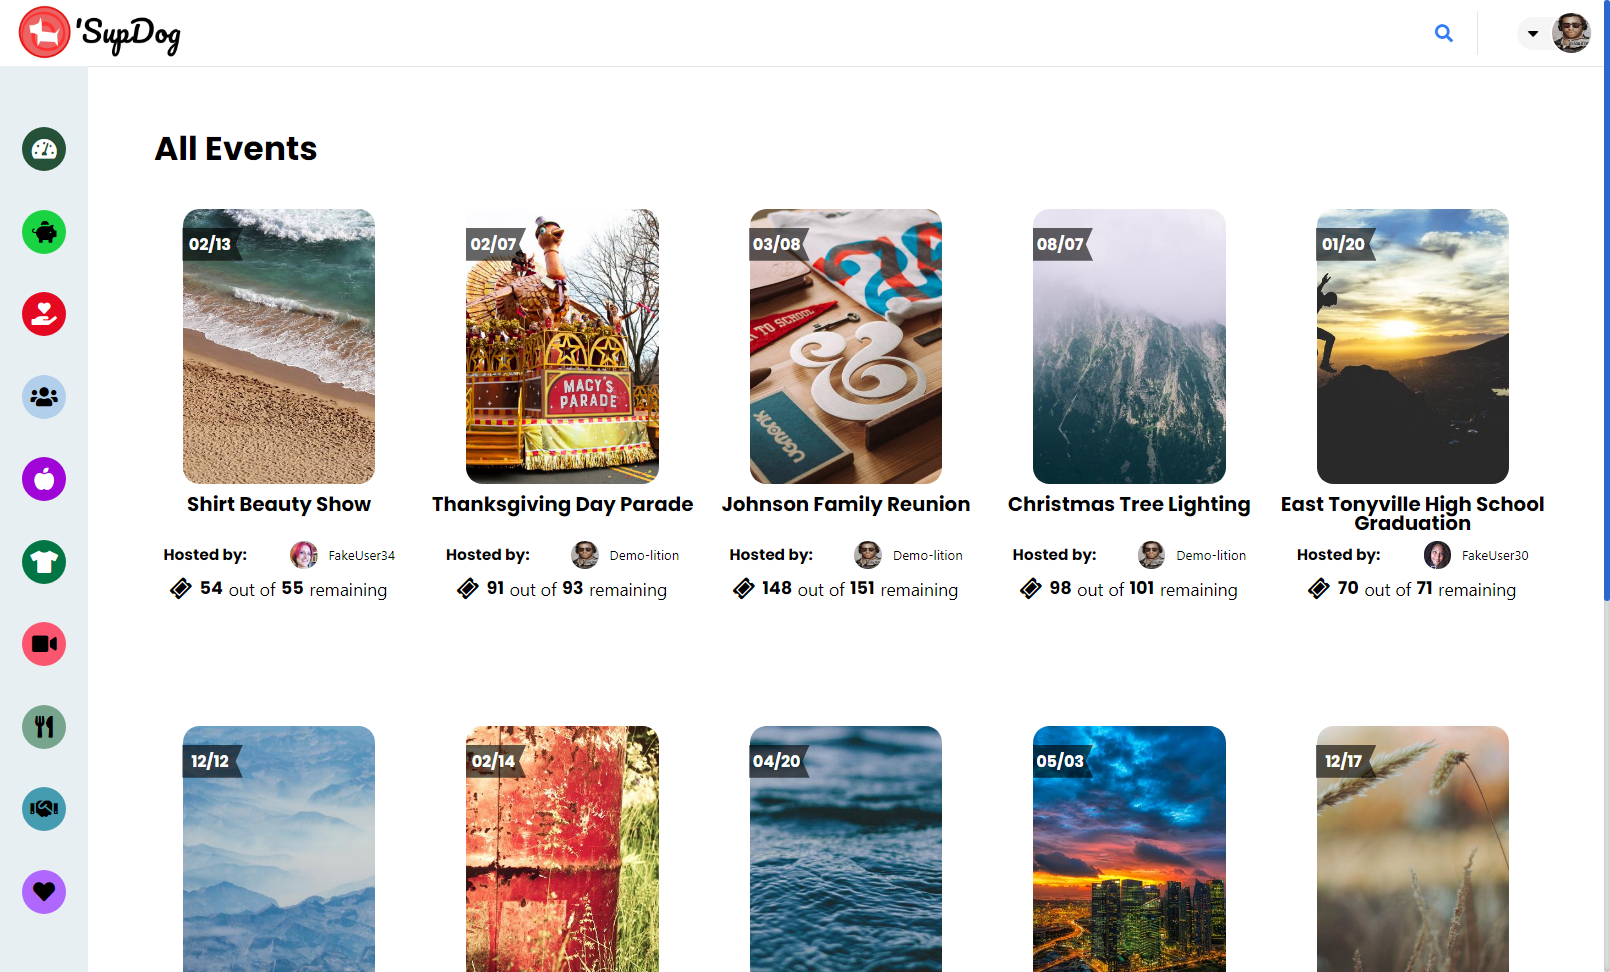 'SupDog
All Events
02/13
02/07
03/08
08/07
01/20
MACY'S
PARADE
TO SCHOOL
&
UGMONK
Shirt Beauty Show
Thanksgiving Day Parade
Johnson Family Reunion
Christmas Tree Lighting
East Tonyville High School
Graduation
Hosted by: FakeUser34
Hosted by: Demo-lition
Hosted by: Demo-lition
Hosted by: Demo-lition
Hosted by: FakeUser30
54 out of 55 remaining
91 out of 93 remaining
148 out of 151 remaining
98 out of 101 remaining
70 out of 71 remaining
12/12
02/14
04/20
05/03
12/17